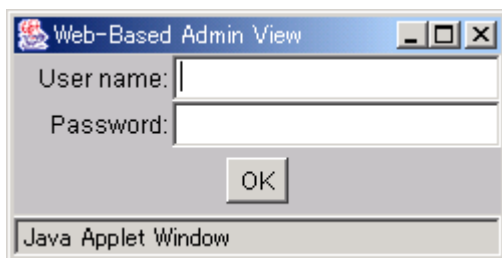 Web-Based Admin View
User name:
Password:
OK
Java Applet Window